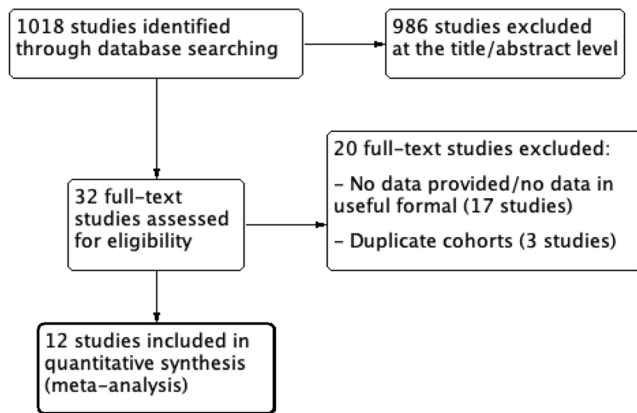 1018 studies identified
through database searching
986 studies excluded
at the title/abstract level
32 full-text
studies assessed
for eligibility
20 full-text studies excluded:
- No data provided/no data in
useful formal (17 studies)
- Duplicate cohorts (3 studies)
12 studies included in
quantitative synthesis
(meta-analysis)